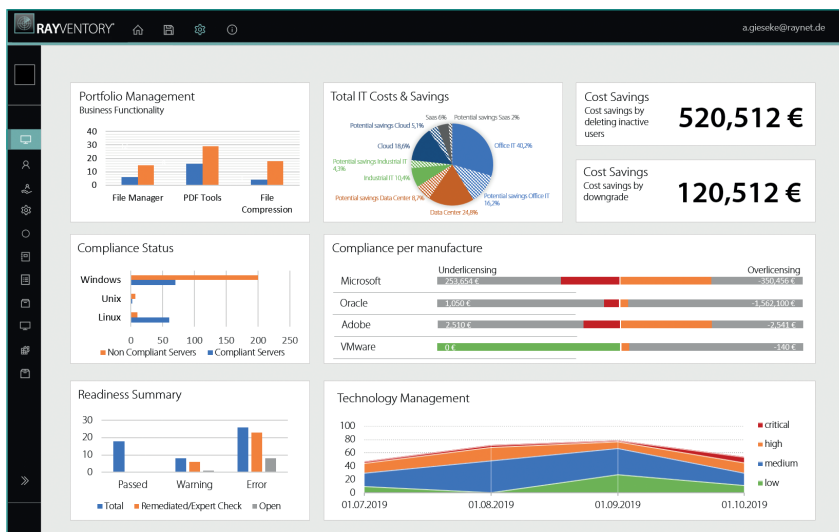 RAYVENTORY
a.gieseke@raynet.de
Portfolio Management
Business Functionality
40
30
20
10
0
File Manager
PDF Tools
File
Compression
Total IT Costs & Savings
Saas 6%
Potential savings Saas 2%
Potential savings Cloud 5,1%
Cloud 18,6%
Office IT 40,2%
Potential savings Industrial IT
4,3%
Industrial IT 10,4%
Potential savings Data Center 8,7%
Potential savings Office IT
16,2%
Data Center 24,8%
Cost Savings
Cost savings by
deleting inactive
users
520,512 €
Cost Savings
Cost savings by
downgrade
120,512 €
Compliance Status
Windows
Unix
Linux
0 50 100 150 200 250
Non Compliant Servers
Compliant Servers
Compliance per manufacture
Underlicensing
Overlicensing
Microsoft 253,654 € -350,456 €
Oracle 1,050 € -1,562,100 €
Adobe 2.510 € -2,541 €
VMware 0 € -140 €
Readiness Summary
30
20
10
0
Passed
Warning
Error
Total
Remediated/Expert Check
Open
Technology Management
100
80
60
40
20
0
01.07.2019
01.08.2019
01.09.2019
01.10.2019
critical
high
medium
low